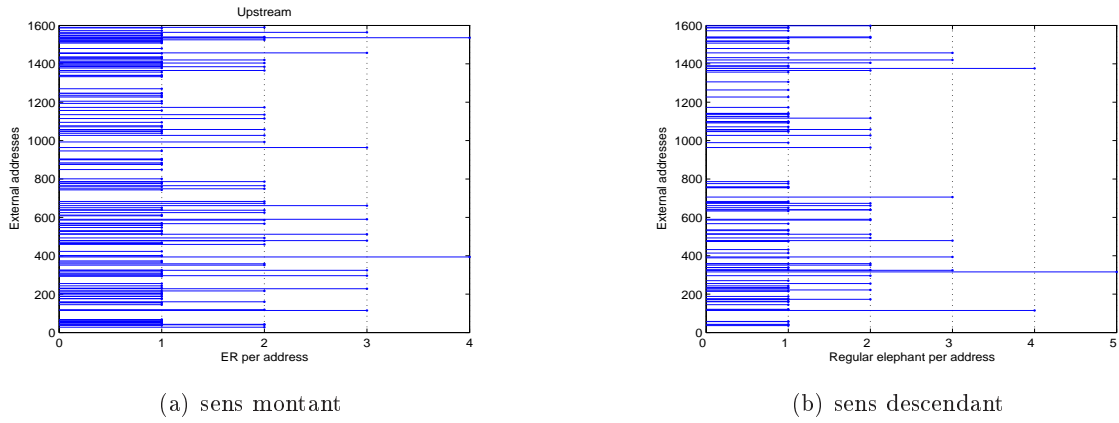 Upstream
1600
1400
1200
1000
800
600
400
200
0
0 1 2 3 4
External addresses
ER per address
(a) sens montant
1600
1400
1200
1000
800
600
400
200
0
0 1 2 3 4 5
External addresses
Regular elephant per address
(b) sens descendant